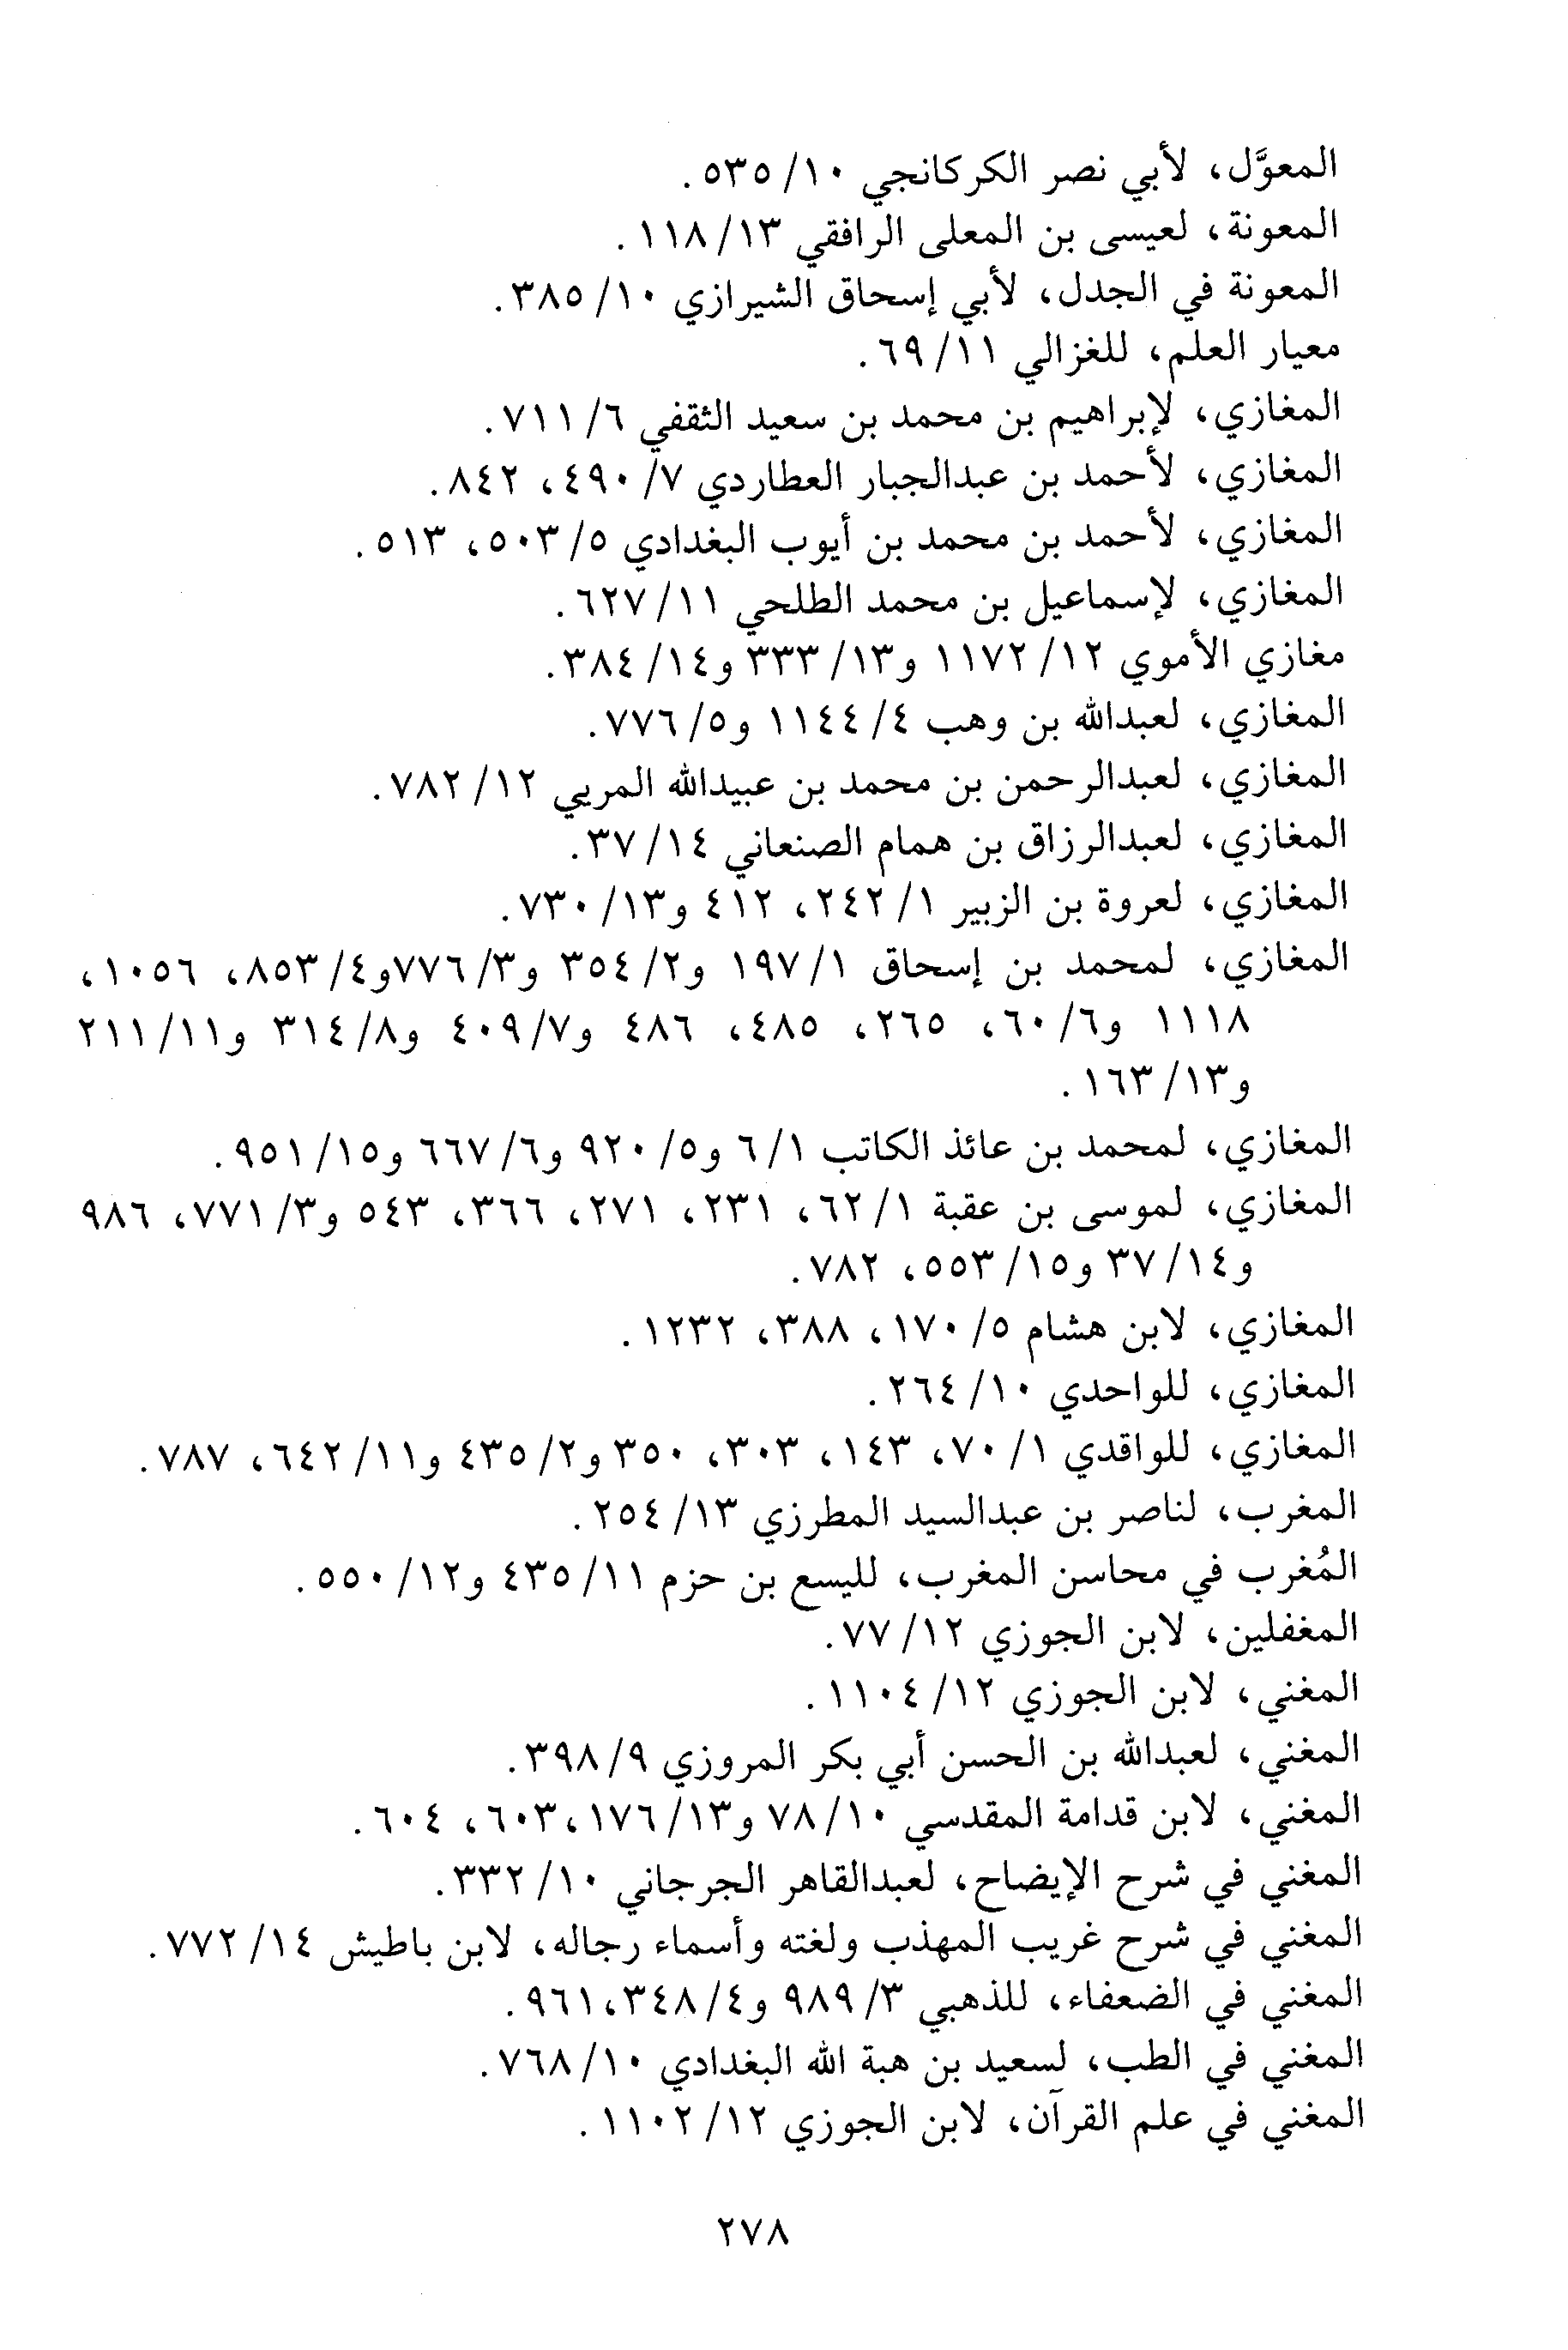 المعوَّل، لأبي نصر الكركانجي ١٠/ ٥٣٥.
المعونة، لعيسى بن المعلى الرافقي ١٣/ ١١٨.
المعونة في الجدل، لأبي إسحاق الشيرازي ١٠/ ٣٨٥.
معيار العلم، للغزالي ١١/ ٦٩.
المغازي، لإبراهيم بن محمد بن سعيد الثقفي ٦/ ٧١١.
المغازي، لأحمد بن عبدالجبار العطاردي ٧/ ٤٩٠، ٨٤٢.
المغازي، لأحمد بن محمد بن أيوب البغدادي ٥/ ٥٠٣، ٥١٣.
المغازي، لإسماعيل بن محمد الطلحي ١١/ ٦٢٧.
مغازي الأموي ١٢/ ١١٧٢ و١٣/ ٣٣٣ و١٤/ ٣٨٤.
المغازي، لعبدالله بن وهب ٤/ ١١٤٤ و٥/ ٧٧٦.
المغازي، لعبدالرحمن بن محمد بن عبيدالله المريي ١٢/ ٧٨٢.
المغازي، لعبدالرزاق بن همام الصنعاني ١٤/ ٣٧.
المغازي، لعروة بن الزبير ١/ ٢٤٢، ٤١٢ و١٣/ ٧٣٠.
المغازي، لمحمد بن إسحاق ١/ ١٩٧ و٢/ ٣٥٤ و٣/ ٧٧٦و٤/ ٨٥٣، ١٠٥٦،
١١١٨ و٦/ ٦٠، ٢٦٥، ٤٨٥، ٤٨٦ و٧/ ٤٠٩ و٨/ ٣١٤ و١١/ ٢١١
و١٣/ ١٦٣.
المغازي، لمحمد بن عائذ الكاتب ١/ ٦ و٥/ ٩٢٠ و٦/ ٦٦٧ و١٥/ ٩٥١.
المغازي، لموسى بن عقبة ١/ ٦٢، ٢٣١، ٢٧١، ٣٦٦، ٥٤٣ و٣/ ٧٧١، ٩٨٦
و١٤/ ٣٧ و١٥/ ٥٥٣، ٧٨٢.
المغازي، لابن هشام ٥/ ١٧٠، ٣٨٨، ١٢٣٢.
المغازي، للواحدي ١٠/ ٢٦٤.
المغازي، للواقدي ١/ ٧٠، ١٤٣، ٣٠٣، ٣٥٠ و٢/ ٤٣٥ و١١/ ٦٤٢، ٧٨٧.
المغرب، لناصر بن عبدالسيد المطرزي ١٣/ ٢٥٤.
المُغرب في محاسن المغرب، لليسع بن حزم ١١/ ٤٣٥ و١٢/ ٥٥٠.
المغفلين، لابن الجوزي ١٢/ ٧٧.
المغني، لابن الجوزي ١٢/ ١١٠٤.
المغني، لعبدالله بن الحسن أبي بكر المروزي ٩/ ٣٩٨.
المغني، لابن قدامة المقدسي ١٠/ ٧٨ و١٣/ ١٧٦،٦٠٣، ٦٠٤.
المغني في شرح الإيضاح، لعبدالقاهر الجرجاني ١٠/ ٣٣٢.
المغني في شرح غريب المهذب ولغته وأسماء رجاله، لابن باطيش ١٤/ ٧٧٢.
المغني في الضعفاء، للذهبي ٣/ ٩٨٩ و٤/ ٣٤٨،٩٦١.
المغني في الطب، لسعيد بن هبة الله البغدادي ١٠/ ٧٦٨.
المغني في علم القرآن، لابن الجوزي ١٢/ ١١٠٢.
٢٧٨